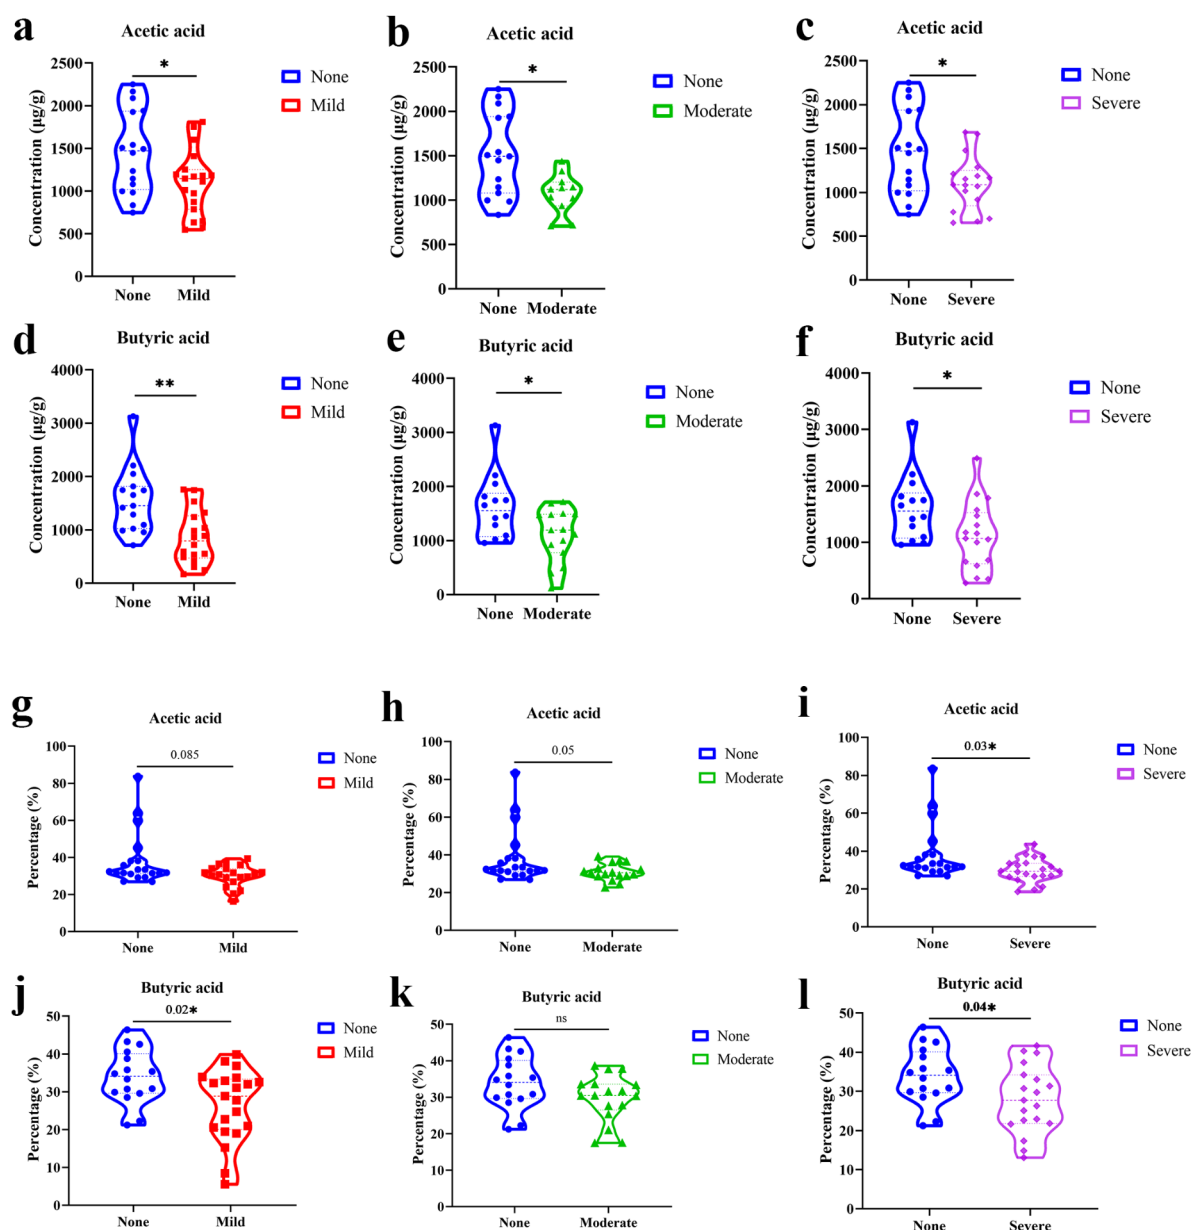 a
Acetic acid
*
None
Mild
Concentration (µg/g)
2500
2000
1500
1000
500
0
None Mild
b
Acetic acid
*
None
Moderate
Concentration (µg/g)
2500
2000
1500
1000
500
0
None Moderate
c
Acetic acid
*
None
Severe
Concentration (µg/g)
2500
2000
1500
1000
500
0
None Severe
d
Butyric acid
**
None
Mild
Concentration (µg/g)
4000
3000
2000
1000
0
None Mild
e
Butyric acid
*
None
Moderate
Concentration (µg/g)
4000
3000
2000
1000
0
None Moderate
f
Butyric acid
*
None
Severe
Concentration (µg/g)
4000
3000
2000
1000
0
None Severe
g
Acetic acid
0.085
None
Mild
Percentage (%)
100
80
60
40
20
0
None Mild
h
Acetic acid
0.05
None
Moderate
Percentage (%)
100
80
60
40
20
0
None Moderate
i
Acetic acid
0.03*
None
Severe
Percentage (%)
100
80
60
40
20
0
None Severe
j
Butyric acid
0.02*
None
Mild
Percentage (%)
50
40
30
20
10
0
None Mild
k
Butyric acid
ns
None
Moderate
Percentage (%)
50
40
30
20
10
0
None Moderate
l
Butyric acid
0.04*
None
Severe
Percentage (%)
50
40
30
20
10
0
None Severe